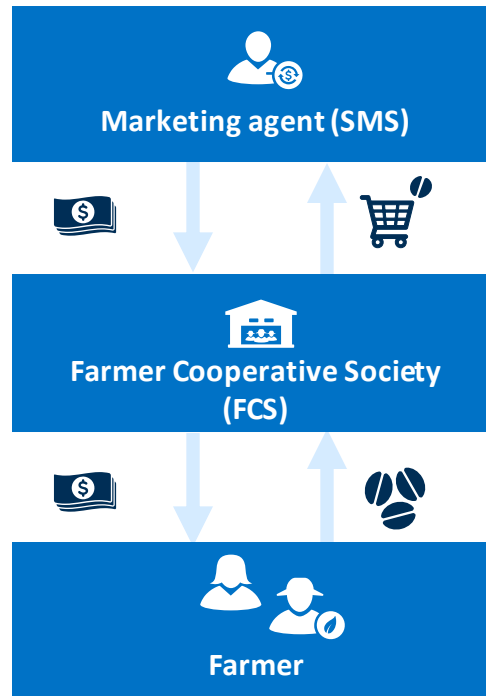 Marketing agent (SMS)
Farmer Cooperative Society
(FCS)
Farmer